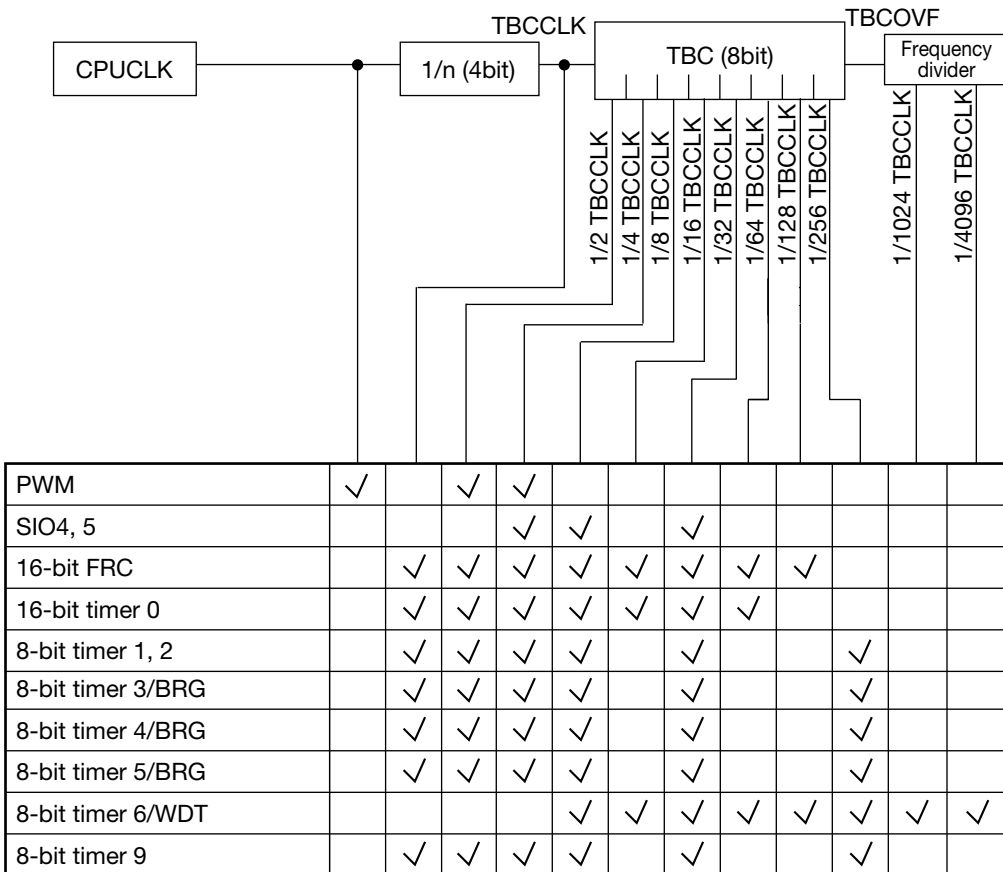 TBCCLK
TBCOVF
CPUCLK
1/n (4bit)
TBC (8bit)
Frequency
divider
1/2 TBCCLK
1/4 TBCCLK
1/8 TBCCLK
1/16 TBCCLK
1/32 TBCCLK
1/64 TBCCLK
1/128 TBCCLK
1/256 TBCCLK
1/1024 TBCCLK
1/4096 TBCCLK
PWM ✓ ✓ ✓
SIO4, 5 ✓ ✓ ✓
16-bit FRC ✓ ✓ ✓ ✓ ✓ ✓ ✓ ✓
16-bit timer 0 ✓ ✓ ✓ ✓ ✓ ✓ ✓
8-bit timer 1, 2 ✓ ✓ ✓ ✓ ✓ ✓
8-bit timer 3/BRG ✓ ✓ ✓ ✓ ✓ ✓
8-bit timer 4/BRG ✓ ✓ ✓ ✓ ✓ ✓
8-bit timer 5/BRG ✓ ✓ ✓ ✓ ✓ ✓
8-bit timer 6/WDT ✓ ✓ ✓ ✓ ✓ ✓ ✓ ✓
8-bit timer 9 ✓ ✓ ✓ ✓ ✓ ✓